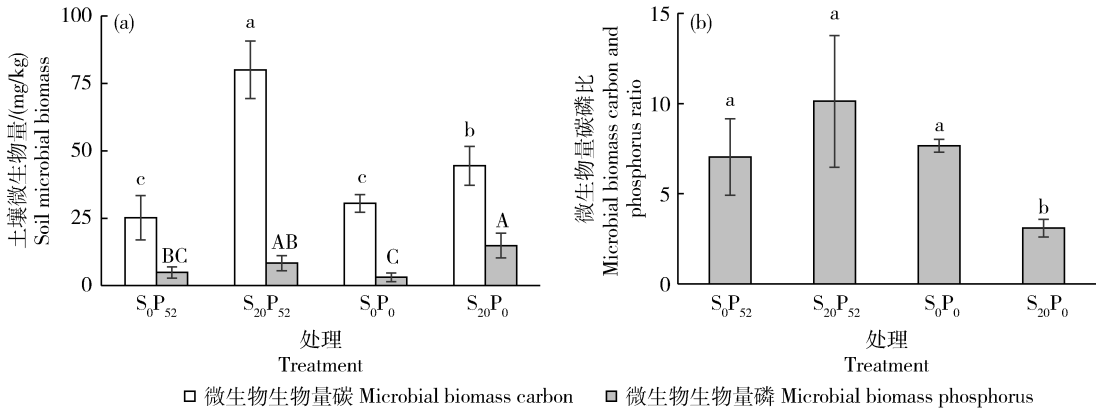 (a)
土壤微生物量/(mg/kg)
Soil microbial biomass
100
75
50
25
0
c
BC
a
AB
c
C
b
A
S₀P₅₂
S₂₀P₅₂
S₀P₀
S₂₀P₀
处理
Treatment
(b)
微生物量碳磷比
Microbial biomass carbon and
phosphorus ratio
15
10
5
0
a
a
a
b
S₀P₅₂
S₂₀P₅₂
S₀P₀
S₂₀P₀
处理
Treatment
微生物生物量碳 Microbial biomass carbon
微生物生物量磷 Microbial biomass phosphorus